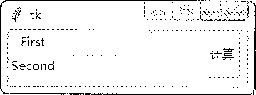 tk
First
计算
Second